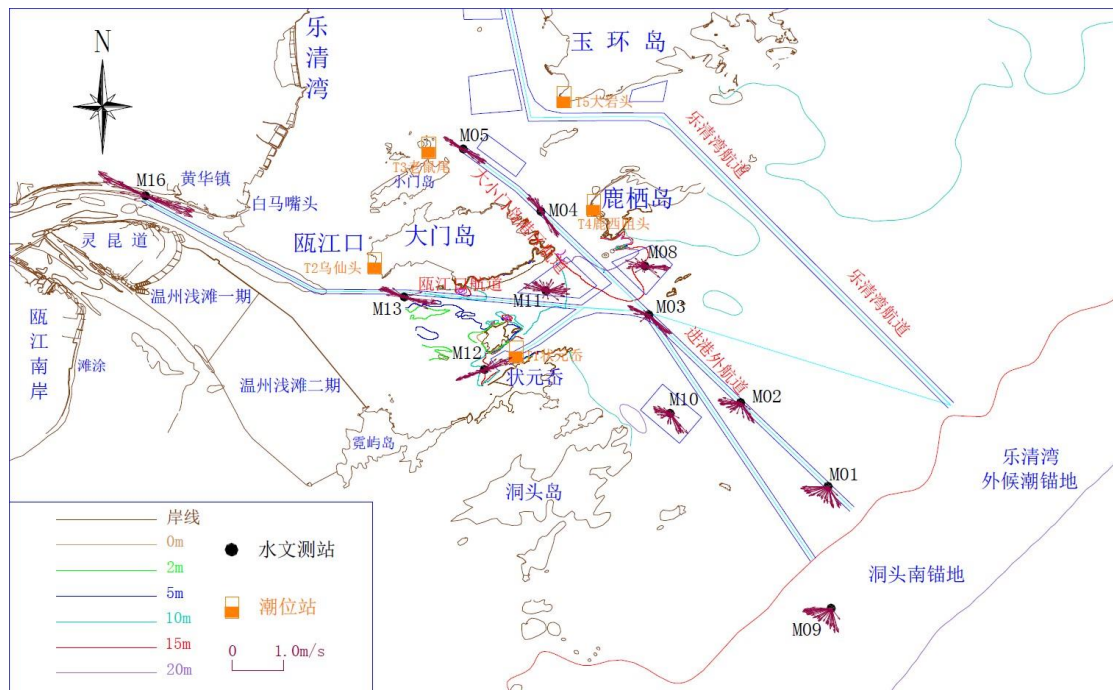 乐清湾
玉环岛
N
T5大岩头
M05
乐清湾航道
T3老鼠尾
小门岛
M16
黄华镇
白马嘴头
鹿栖岛
M04
T4鹿西码头
瓯江口
大门岛
灵昆道
M08
T2乌仙头
瓯江口航道
乐清湾航道
温州浅滩一期
M11
M13
M03
瓯江南岸
进港外航道
M12
T1状元岙
状元岙
滩涂
温州浅滩二期
M02
M10
霓屿岛
乐清湾
外候潮锚地
M01
洞头岛
洞头南锚地
M09
岸线
0m
2m
5m
10m
15m
20m
水文测站
潮位站
0 1.0m/s